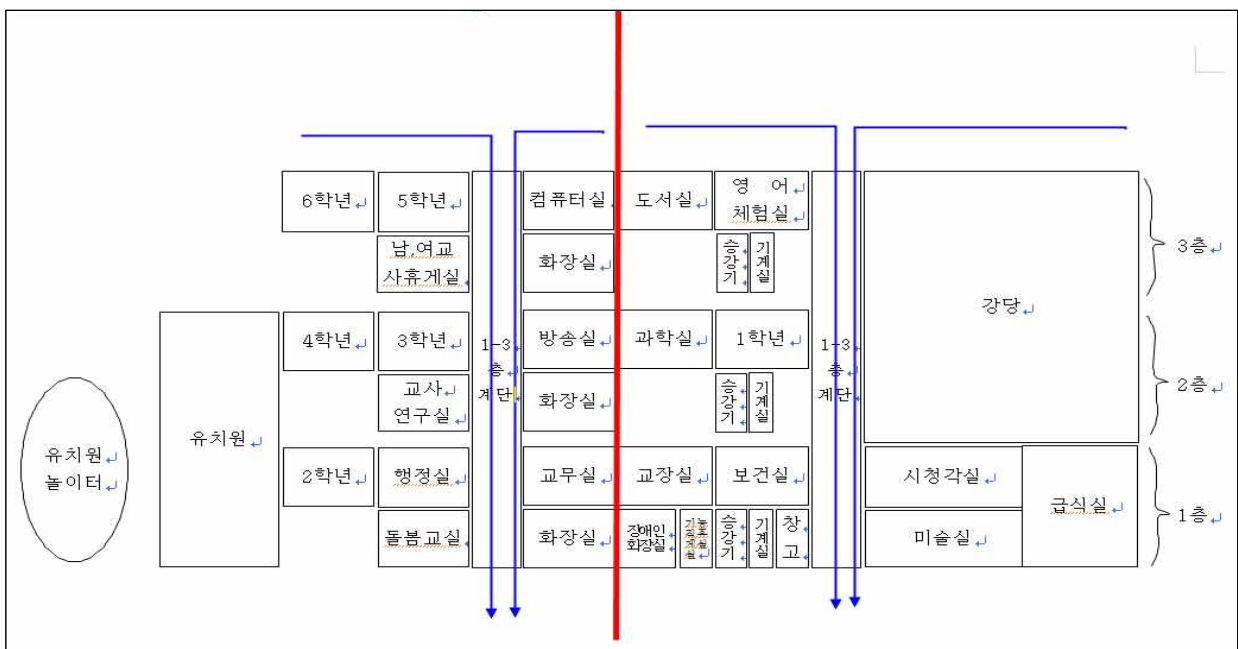 6학년
5학년
컴퓨터실
도서실
영 어
체험실
남,여교
사휴게실
화장실
승강기
기계실
3층
강당
4학년
3학년
1-3
층
계단
방송실
과학실
1학년
1-3
층
계단
교사
연구실
화장실
승강기
기계실
2층
유치원
놀이터
유치원
2학년
행정실
교무실
교장실
보건실
시청각실
급식실
돌봄교실
화장실
장애인
화장실
승강기
기계실
창고
미술실
1층